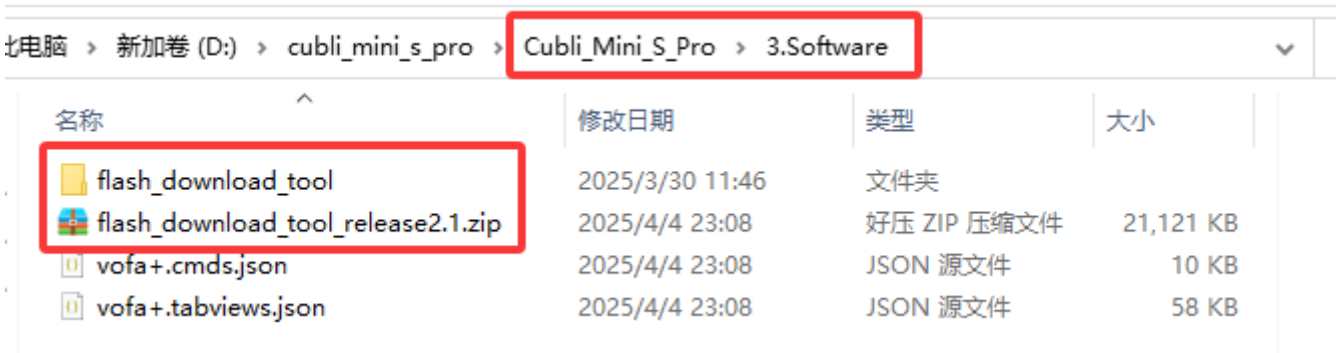 此电脑 › 新加卷 (D:) › cubli_mini_s_pro › Cubli_Mini_S_Pro › 3.Software
名称 修改日期 类型 大小
flash_download_tool 2025/3/30 11:46 文件夹
flash_download_tool_release2.1.zip 2025/4/4 23:08 好压 ZIP 压缩文件 21,121 KB
vofa+.cmds.json 2025/4/4 23:08 JSON 源文件 10 KB
vofa+.tabviews.json 2025/4/4 23:08 JSON 源文件 58 KB